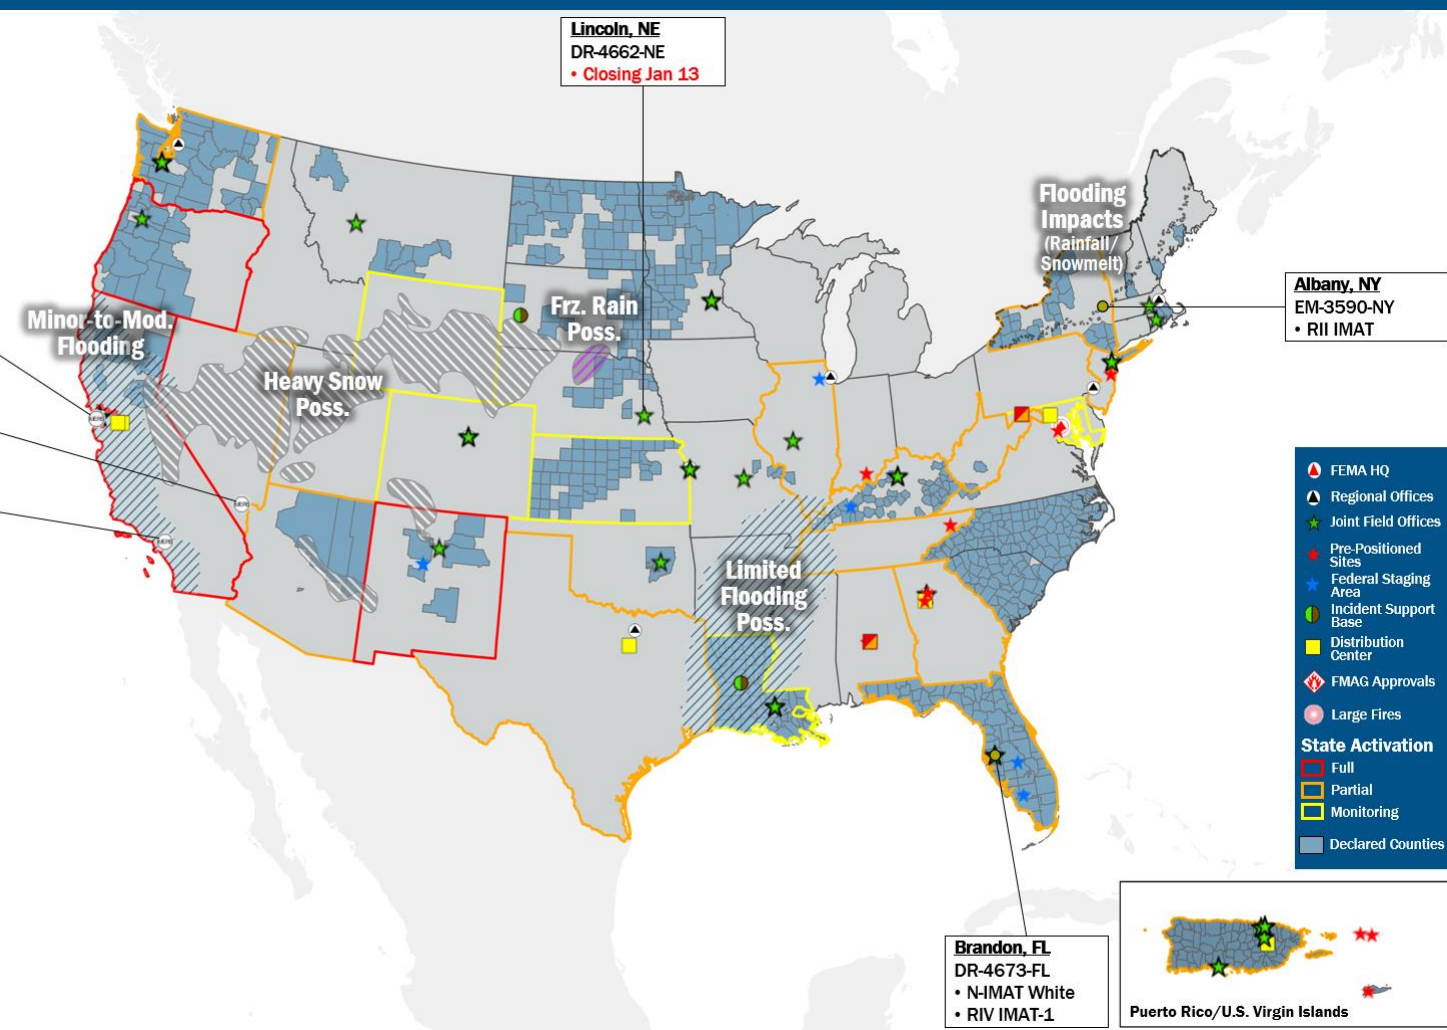 Lincoln, NE
DR-4662-NE
• Closing Jan 13
Flooding
Impacts
(Rainfall/
Snowmelt)
Albany, NY
EM-3590-NY
• RII IMAT
Minor-to-Mod.
Flooding
Frz. Rain
Poss.
Heavy Snow
Poss.
Limited
Flooding
Poss.
FEMA HQ
Regional Offices
Joint Field Offices
Pre-Positioned
Sites
Federal Staging
Area
Incident Support
Base
Distribution
Center
FMAG Approvals
Large Fires
State Activation
Full
Partial
Monitoring
Declared Counties
Brandon, FL
DR-4673-FL
• N-IMAT White
• RIV IMAT-1
Puerto Rico/U.S. Virgin Islands